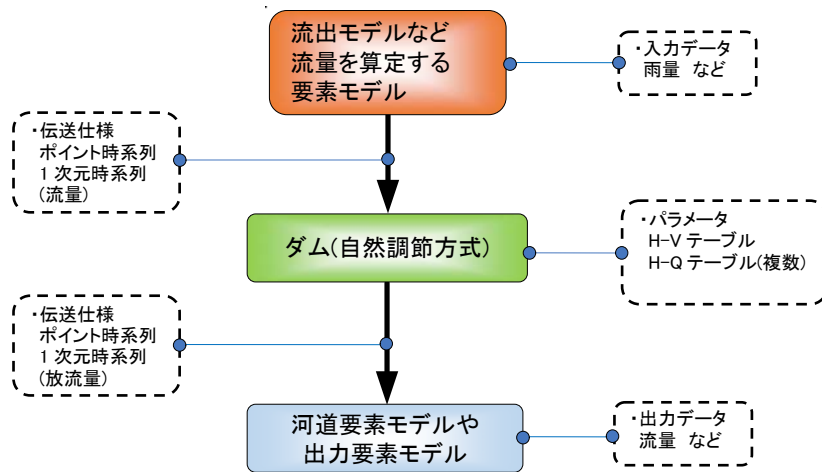 流出モデルなど
流量を算定する
要素モデル
・入力データ
雨量 など
・伝送仕様
ポイント時系列
1次元時系列
(流量)
ダム(自然調節方式)
・パラメータ
H-Vテーブル
H-Qテーブル(複数)
・伝送仕様
ポイント時系列
1次元時系列
(放流量)
河道要素モデルや
出力要素モデル
・出力データ
流量 など